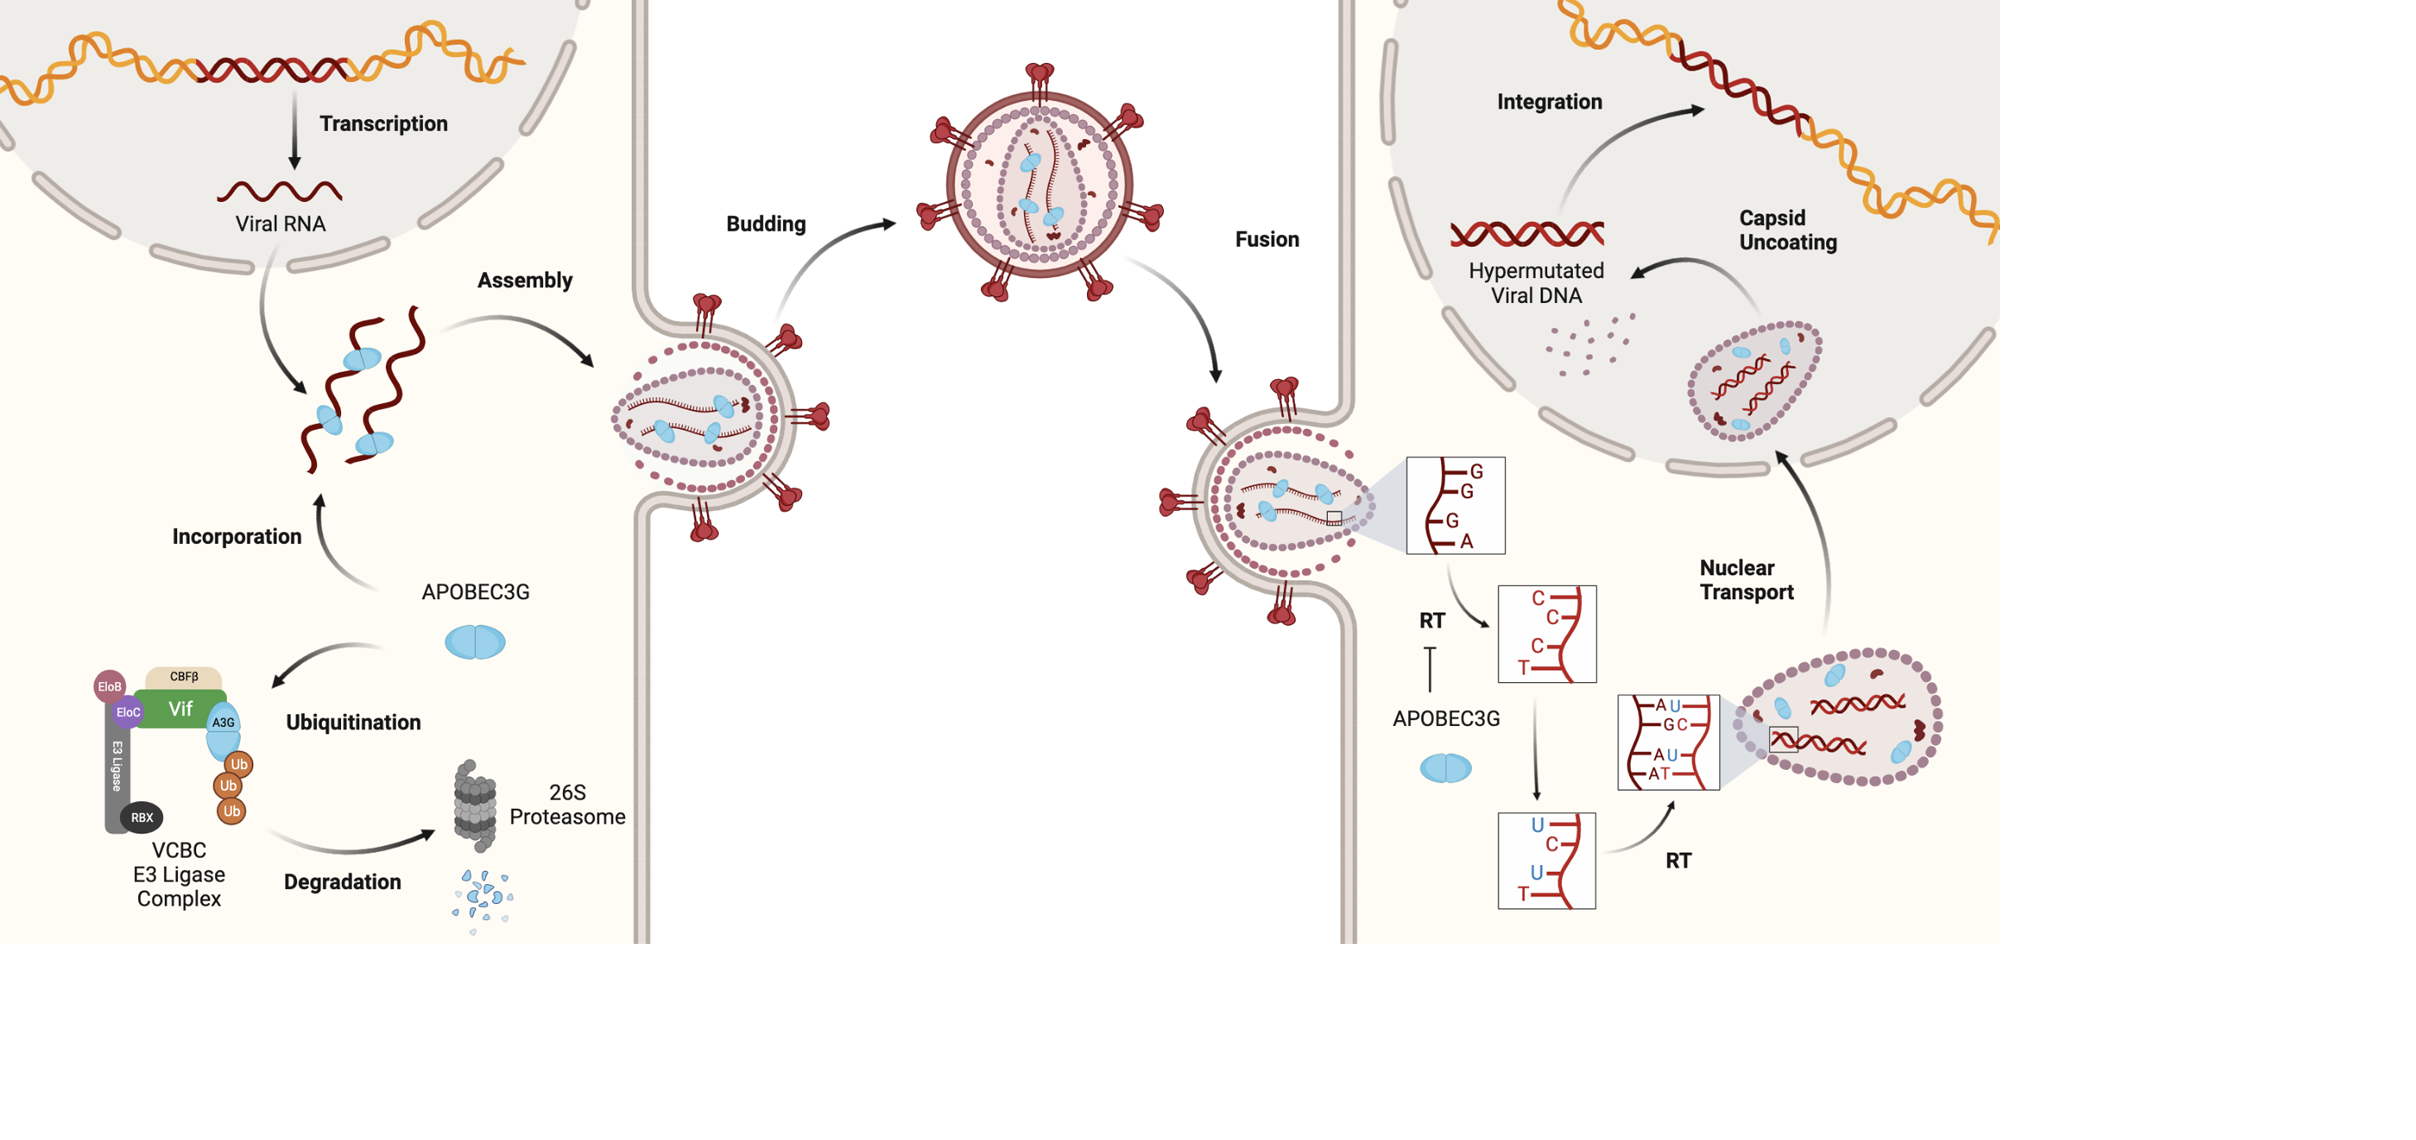 Transcription
Viral RNA
Assembly
Incorporation
APOBEC3G
Ubiquitination
EloB
CBFβ
EloC
Vif
A3G
E3 Ligase
Ub
Ub
Ub
RBX
VCBC
E3 Ligase
Complex
Degradation
26S
Proteasome
Budding
Fusion
G
G
G
A
RT
C
C
C
T
APOBEC3G
U
C
U
T
RT
A U
G C
A U
A T
Nuclear
Transport
Capsid
Uncoating
Hypermutated
Viral DNA
Integration